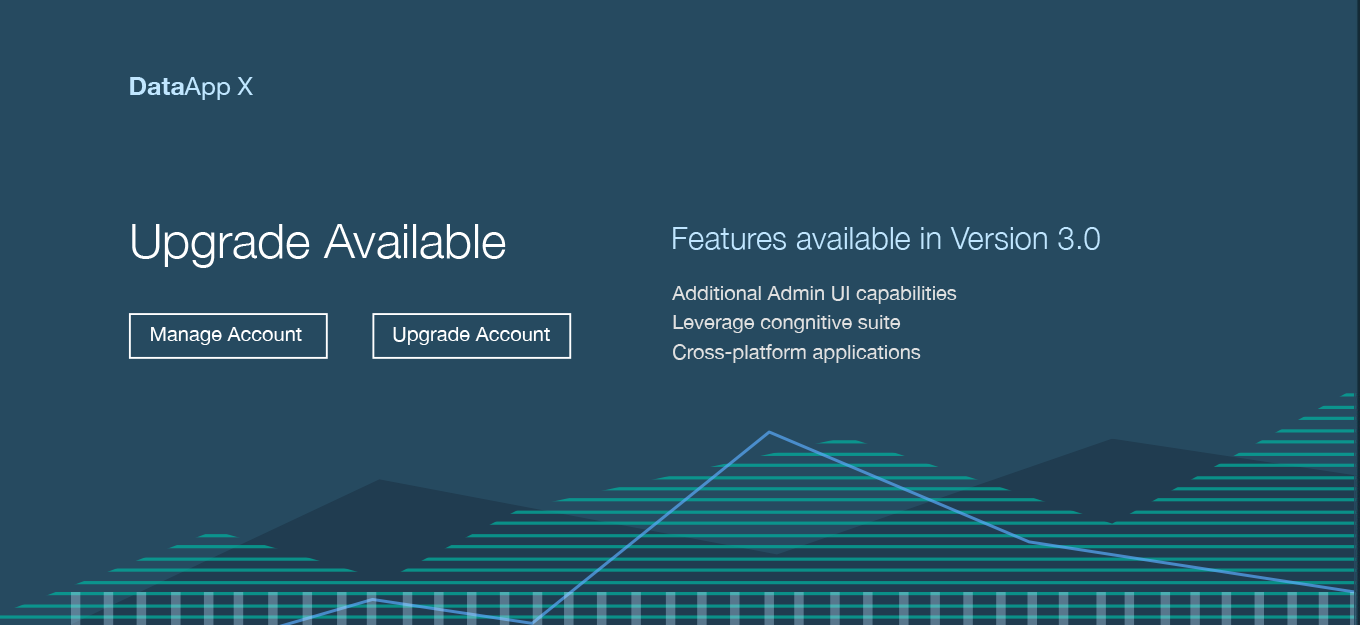 DataApp X
Upgrade Available
Manage Account
Upgrade Account
Features available in Version 3.0
Additional Admin UI capabilities
Leverage congnitive suite
Cross-platform applications